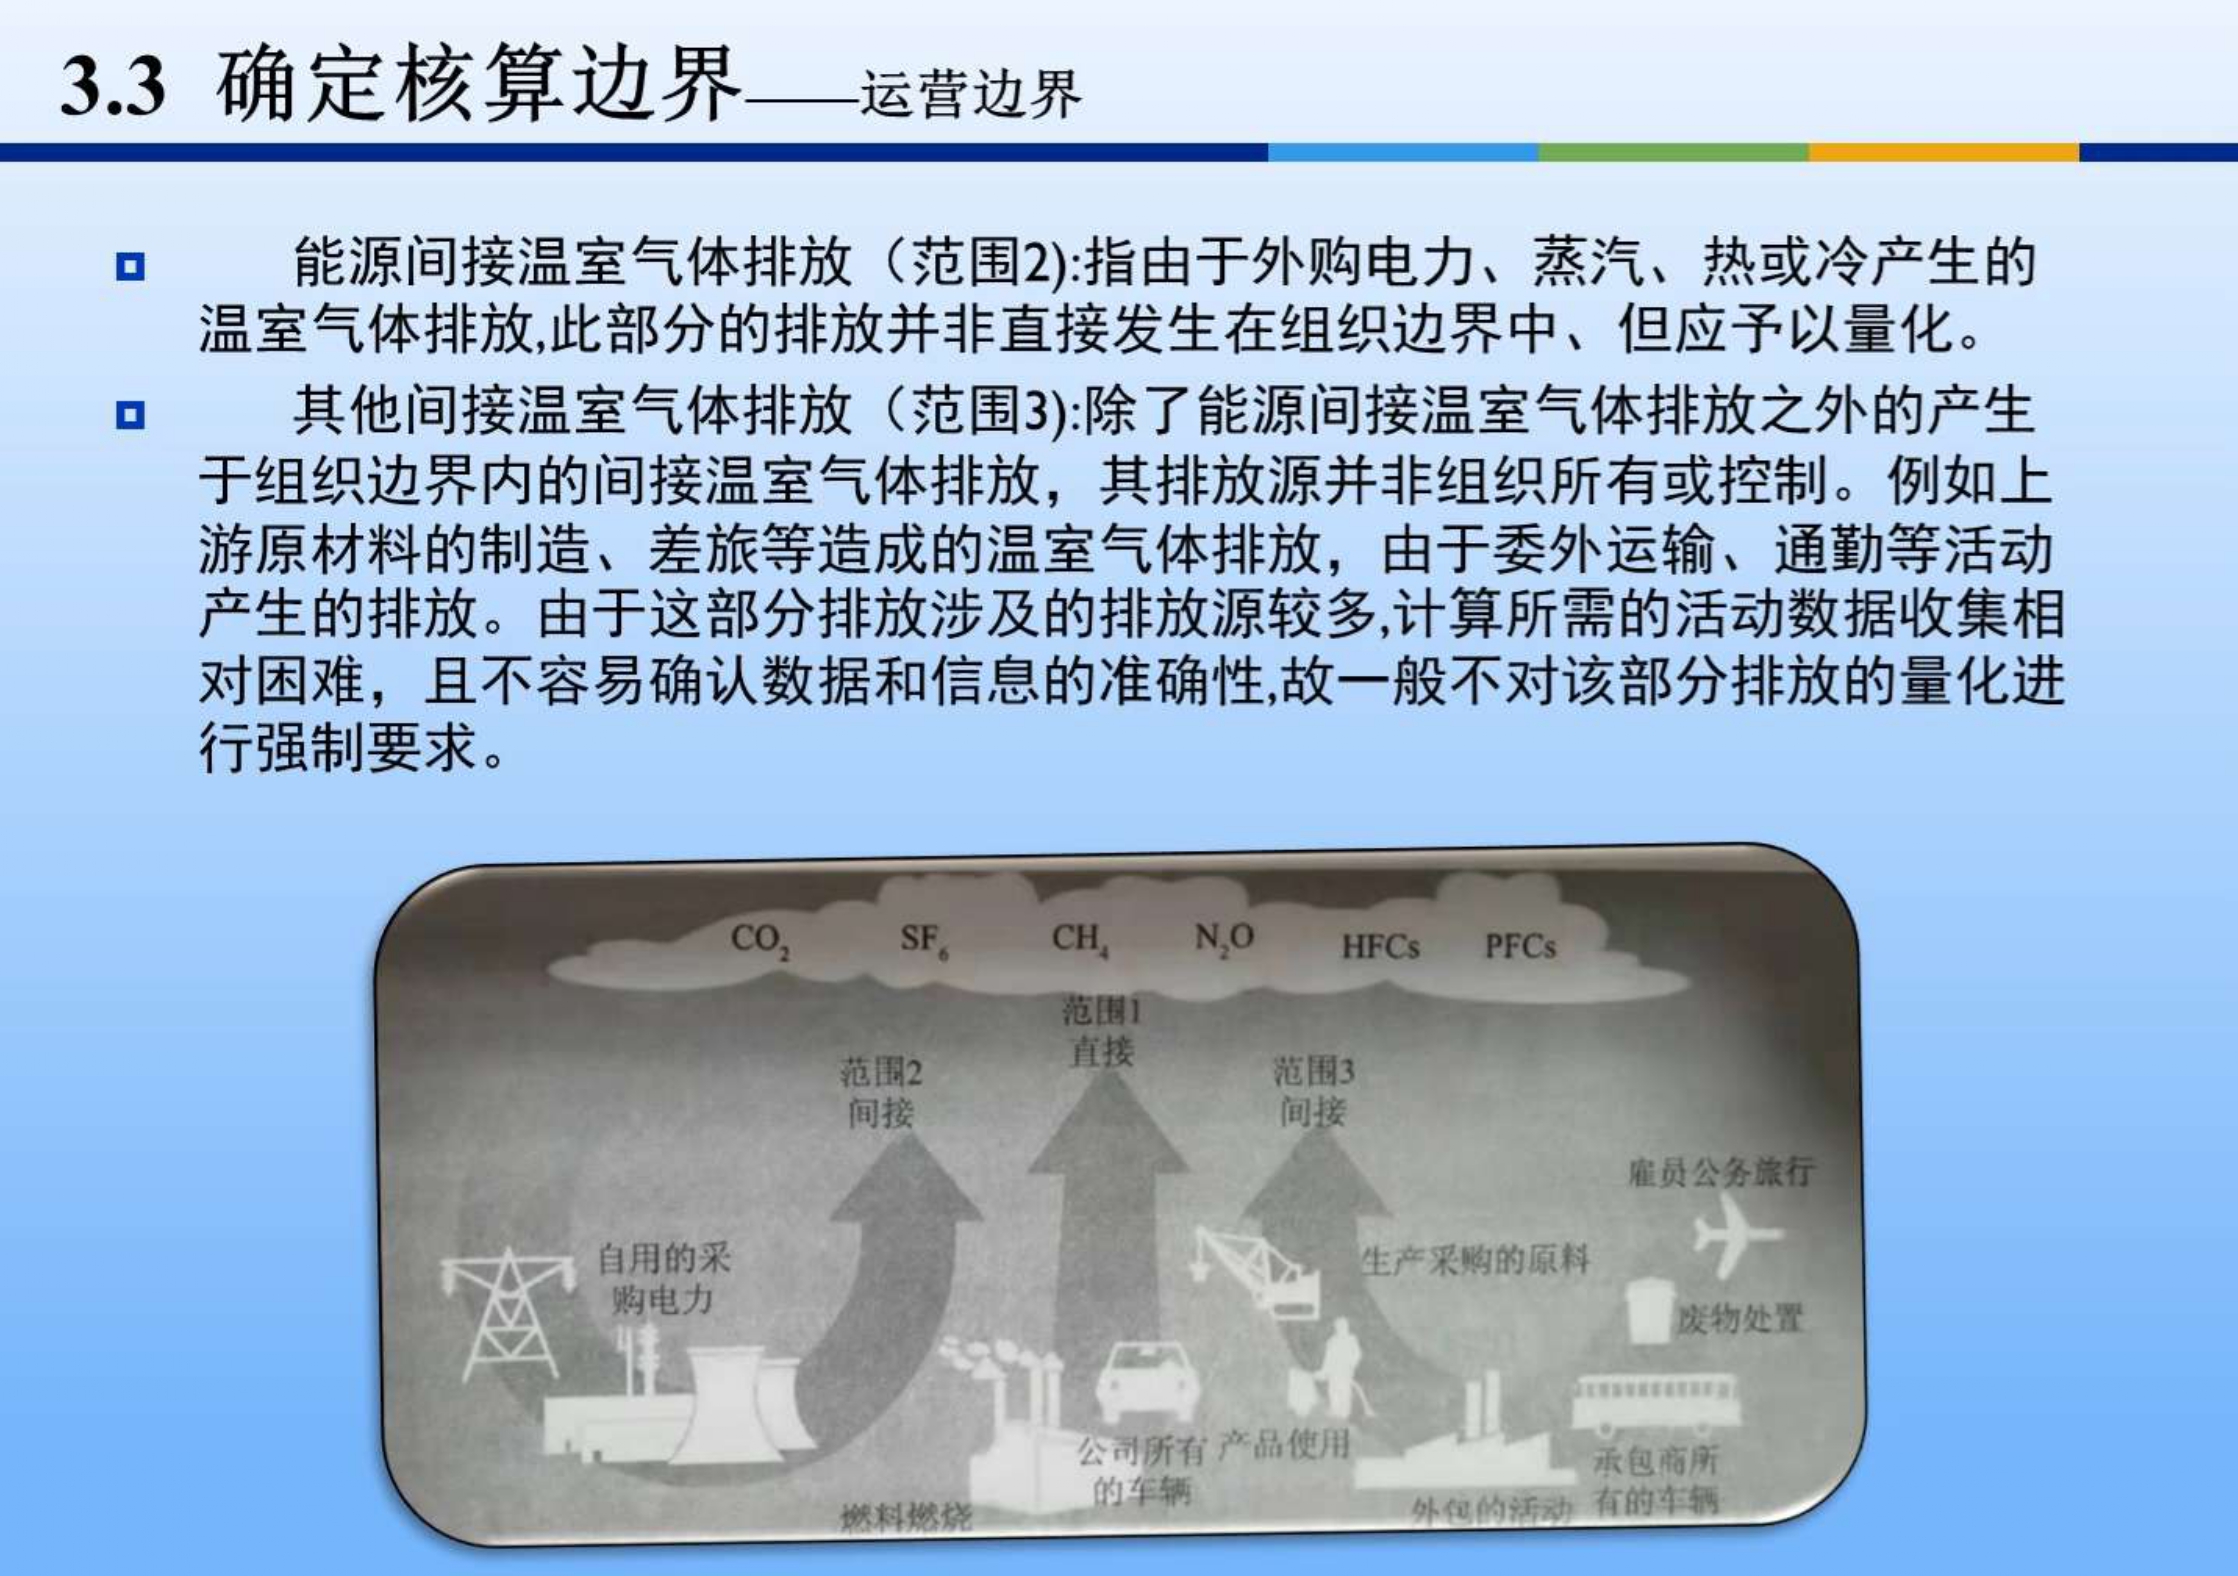 3.3 确定核算边界——运营边界
能源间接温室气体排放（范围2):指由于外购电力、蒸汽、热或冷产生的
温室气体排放,此部分的排放并非直接发生在组织边界中、但应予以量化。
其他间接温室气体排放（范围3):除了能源间接温室气体排放之外的产生
于组织边界内的间接温室气体排放，其排放源并非组织所有或控制。例如上
游原材料的制造、差旅等造成的温室气体排放，由于委外运输、通勤等活动
产生的排放。由于这部分排放涉及的排放源较多,计算所需的活动数据收集相
对困难，且不容易确认数据和信息的准确性,故一般不对该部分排放的量化进
行强制要求。
CO₂ SF₆ CH₄ N₂O HFCs PFCs
范围1
直接
范围2
间接
范围3
间接
雇员公务旅行
自用的采
购电力
生产采购的原料
废物处置
公司所有
的车辆
产品使用
承包商所
有的车辆
燃料燃烧
外包的活动